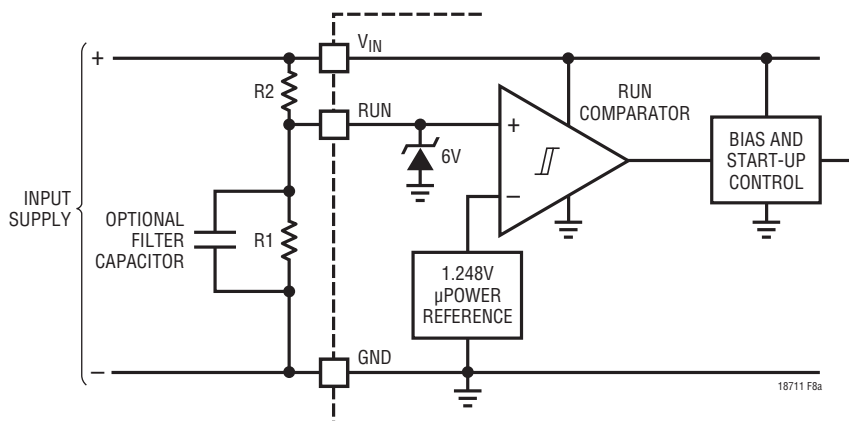 V_IN
+
R2
RUN
RUN
COMPARATOR
+
6V
BIAS AND
START-UP
CONTROL
INPUT
SUPPLY
OPTIONAL
FILTER
CAPACITOR
R1
−
1.248V
µPOWER
REFERENCE
GND
−
18711 F8a